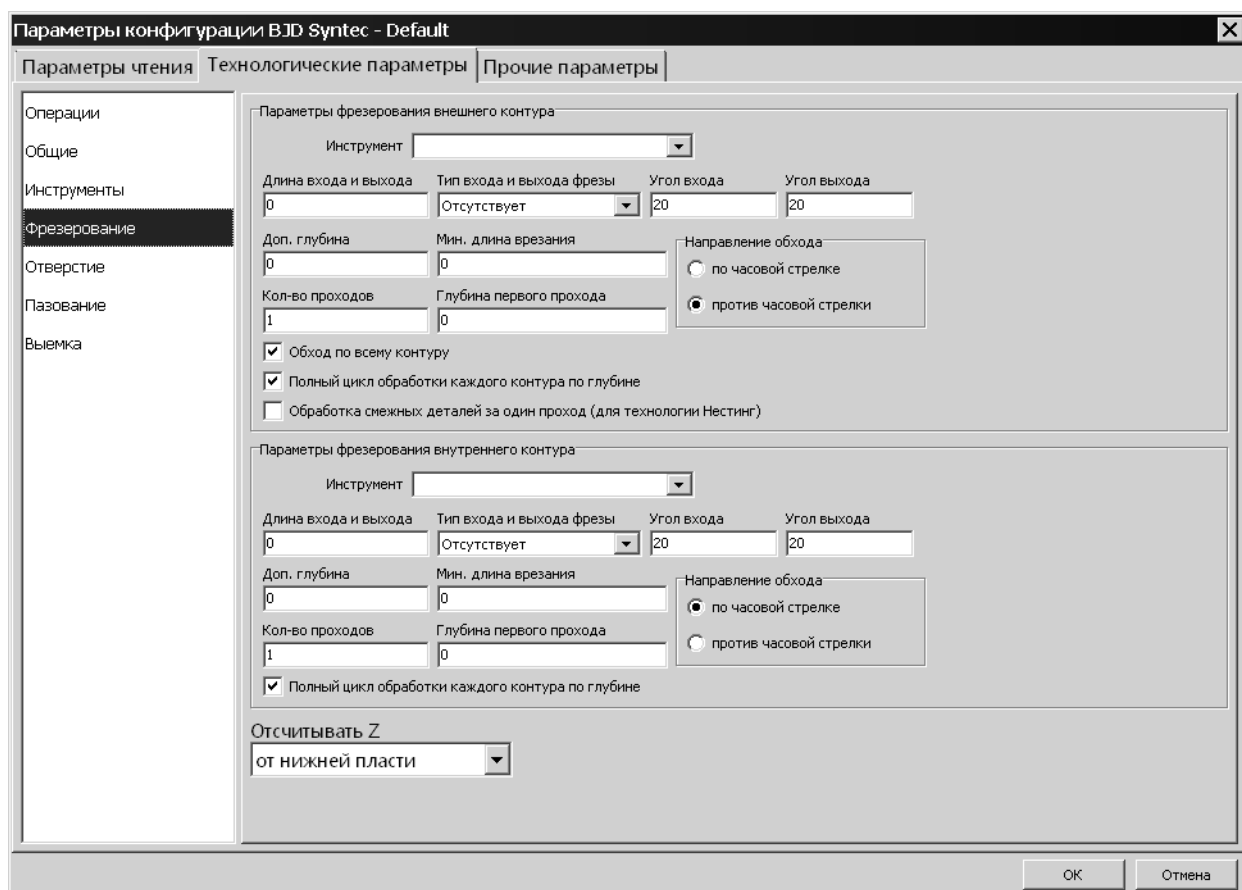 Параметры конфигурации BJD Syntec - Default
Параметры чтения Технологические параметры Прочие параметры
Операции
Общие
Инструменты
Фрезерование
Отверстие
Пазование
Выемка
Параметры фрезерования внешнего контура
Инструмент
Длина входа и выхода Тип входа и выхода фрезы Угол входа Угол выхода
0 Отсутствует 20 20
Доп. глубина Мин. длина врезания Направление обхода
0 0 по часовой стрелке
Кол-во проходов Глубина первого прохода против часовой стрелки
1 0
Обход по всему контуру
Полный цикл обработки каждого контура по глубине
Обработка смежных деталей за один проход (для технологии Нестинг)
Параметры фрезерования внутреннего контура
Инструмент
Длина входа и выхода Тип входа и выхода фрезы Угол входа Угол выхода
0 Отсутствует 20 20
Доп. глубина Мин. длина врезания Направление обхода
0 0 по часовой стрелке
Кол-во проходов Глубина первого прохода против часовой стрелки
1 0
Полный цикл обработки каждого контура по глубине
Отсчитывать Z
от нижней пласти
ОК Отмена